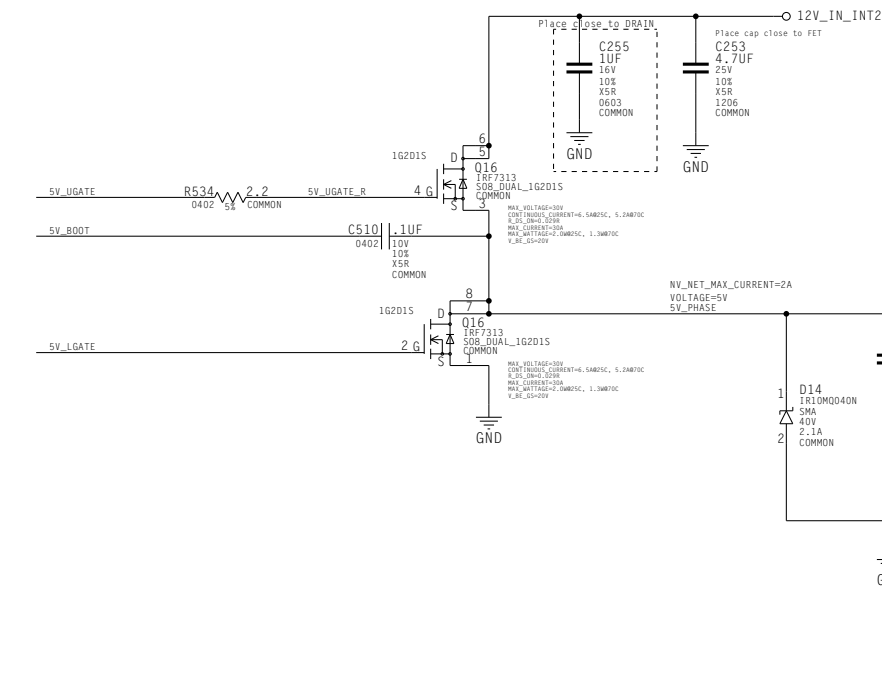 12V_IN_INT2
Place close to DRAIN
Place cap close to FET
C255
1UF
16V
10%
X5R
0603
COMMON
GND
C253
4.7UF
25V
10%
X5R
1206
COMMON
GND
6
5
1G2D1S
D
Q16
IRF7313
SO8_DUAL_1G2D1S
COMMON
4 G
S
3
MAX_VOLTAGE=30V
CONTINUOUS_CURRENT=6.5A@25C, 5.2A@70C
R_DS_ON=0.029R
MAX_CURRENT=30A
MAX_WATTAGE=2.0W@25C, 1.3W@70C
V_BE_GS=20V
5V_UGATE
R534
2.2
0402
5%
COMMON
5V_UGATE_R
5V_BOOT
C510
.1UF
0402
10V
10%
X5R
COMMON
8
7
1G2D1S
D
Q16
IRF7313
SO8_DUAL_1G2D1S
COMMON
5V_LGATE
2 G
S
1
MAX_VOLTAGE=30V
CONTINUOUS_CURRENT=6.5A@25C, 5.2A@70C
R_DS_ON=0.029R
MAX_CURRENT=30A
MAX_WATTAGE=2.0W@25C, 1.3W@70C
V_BE_GS=20V
GND
NV_NET_MAX_CURRENT=2A
VOLTAGE=5V
5V_PHASE
1
D14
IR10MQ040N
SMA
40V
2.1A
COMMON
2